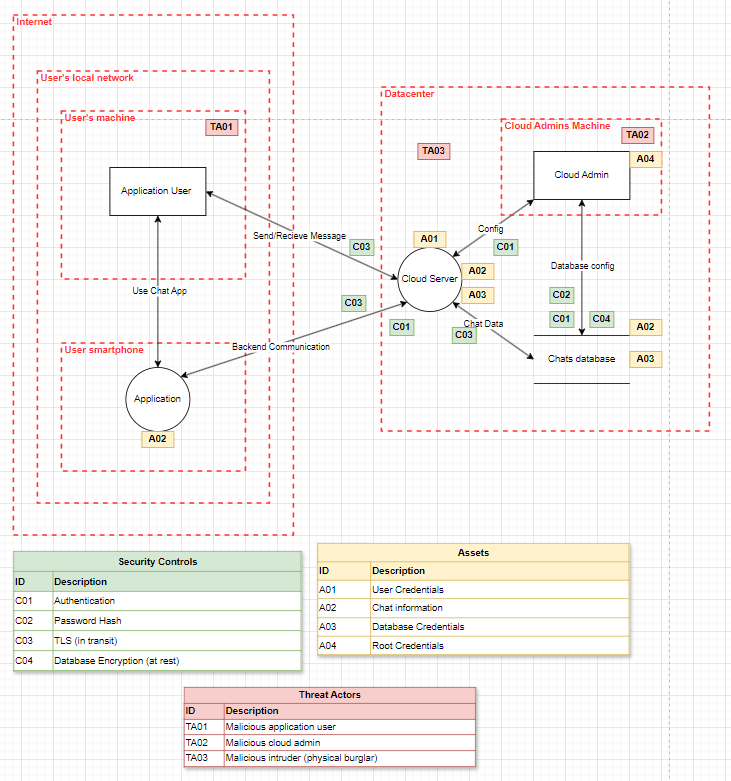 Internet
User's local network
User's machine
TA01
Application User
Datacenter
Cloud Admins Machine
TA02
TA03
A04
Cloud Admin
Send/Recieve Message
C03
A01
Config
C01
Cloud Server
A02
A03
Database config
Use Chat App
C03
C02
C01
C04
C01
Chat Data
C03
A02
Backend Communication
Chats database
A03
User smartphone
Application
A02
Security Controls
ID Description
C01 Authentication
C02 Password Hash
C03 TLS (in transit)
C04 Database Encryption (at rest)
Assets
ID Description
A01 User Credentials
A02 Chat information
A03 Database Credentials
A04 Root Credentials
Threat Actors
ID Description
TA01 Malicious application user
TA02 Malicious cloud admin
TA03 Malicious intruder (physical burglar)